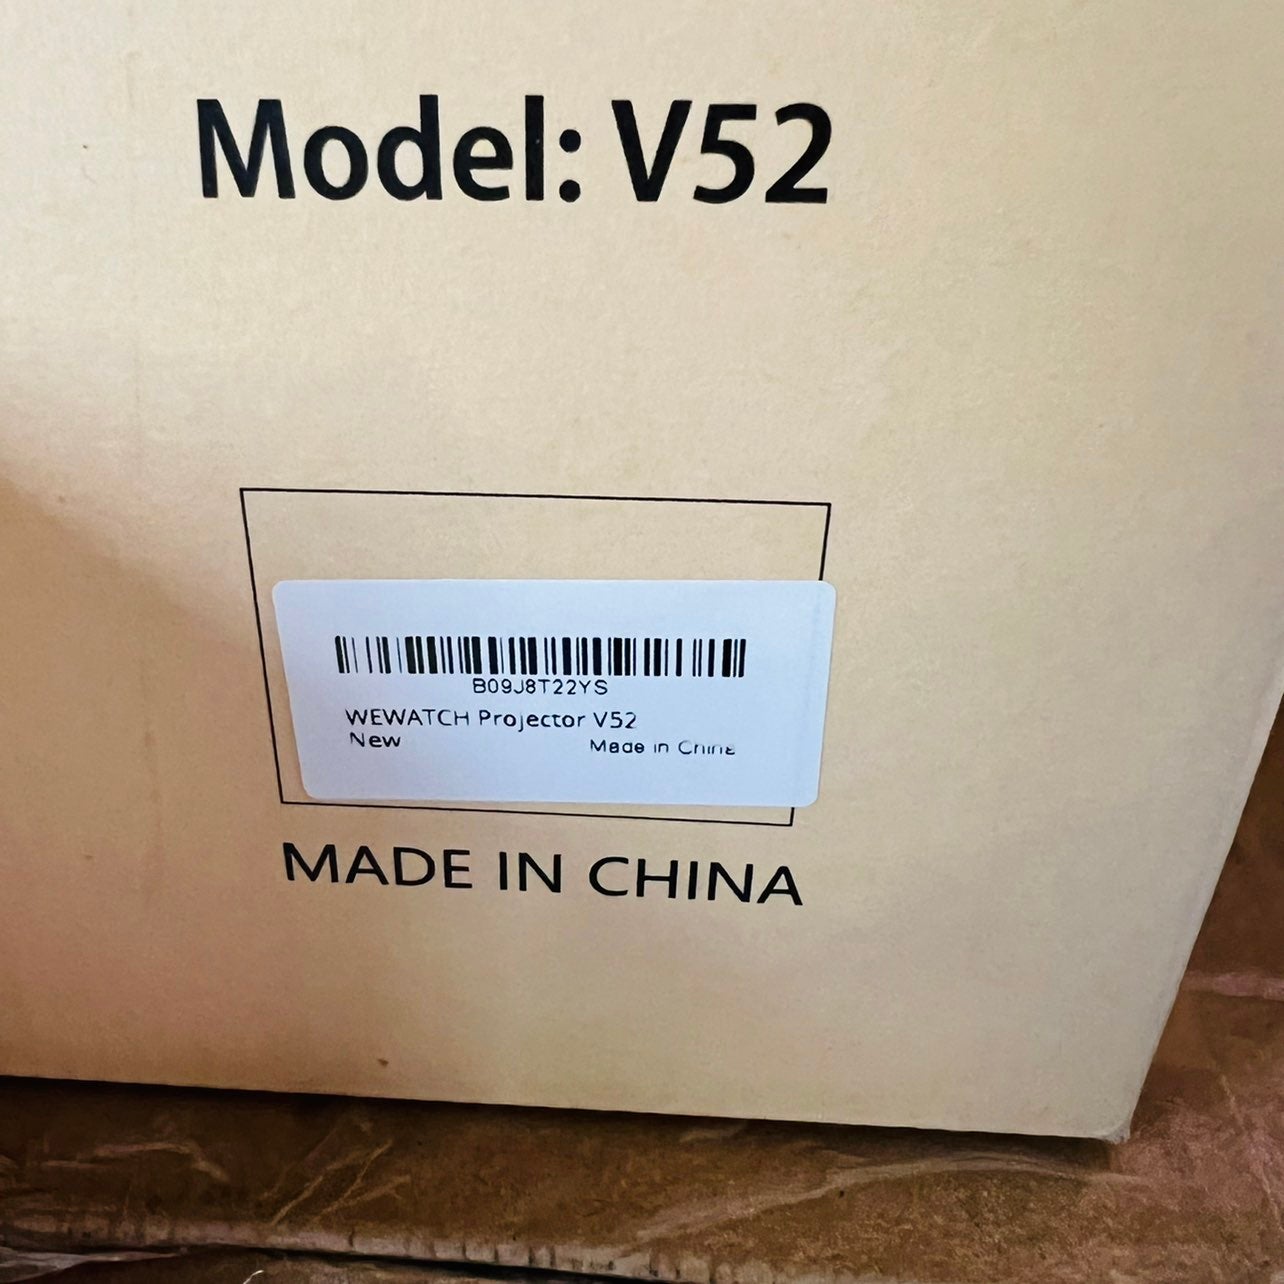 Model: V52
B09J8T22YS
WEWATCH Projector V52
New Made in China
MADE IN CHINA